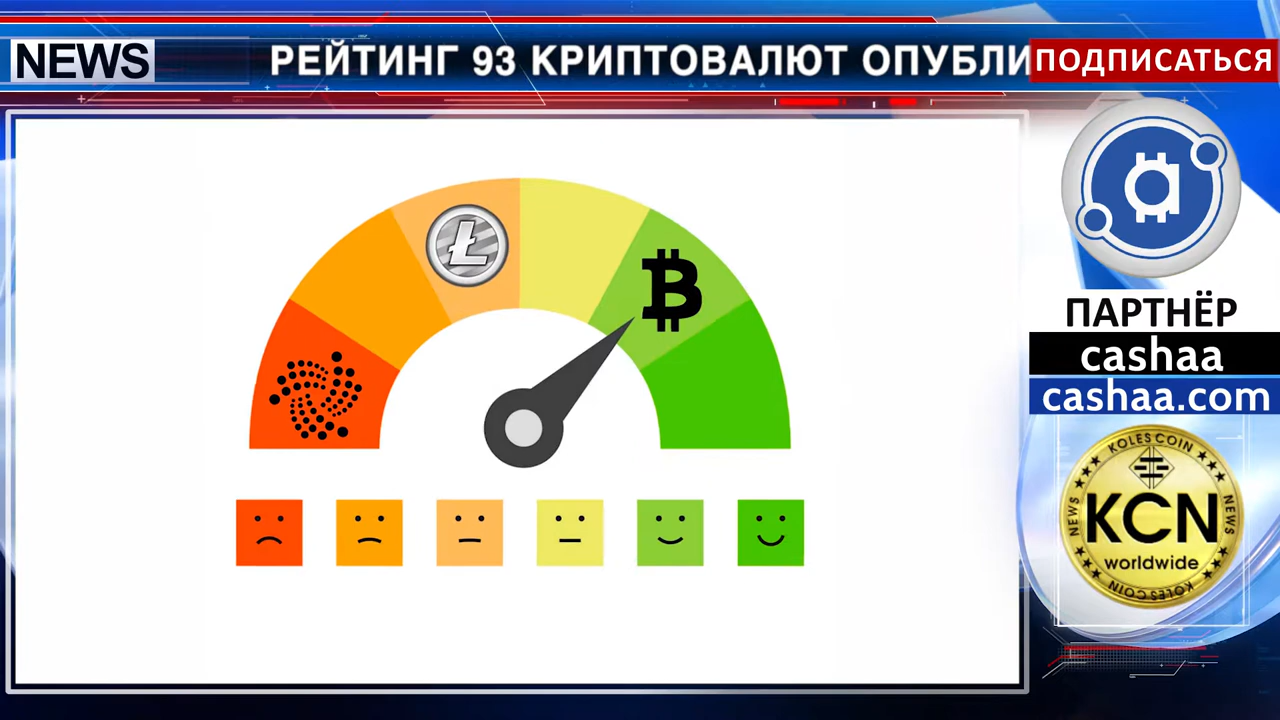 NEWS
РЕЙТИНГ 93 КРИПТОВАЛЮТ ОПУБЛИ
ПОДПИСАТЬСЯ
ПАРТНЁР
cashaa
cashaa.com
KOLES COIN
NEWS
KCN
NEWS
worldwide
KOLES COIN